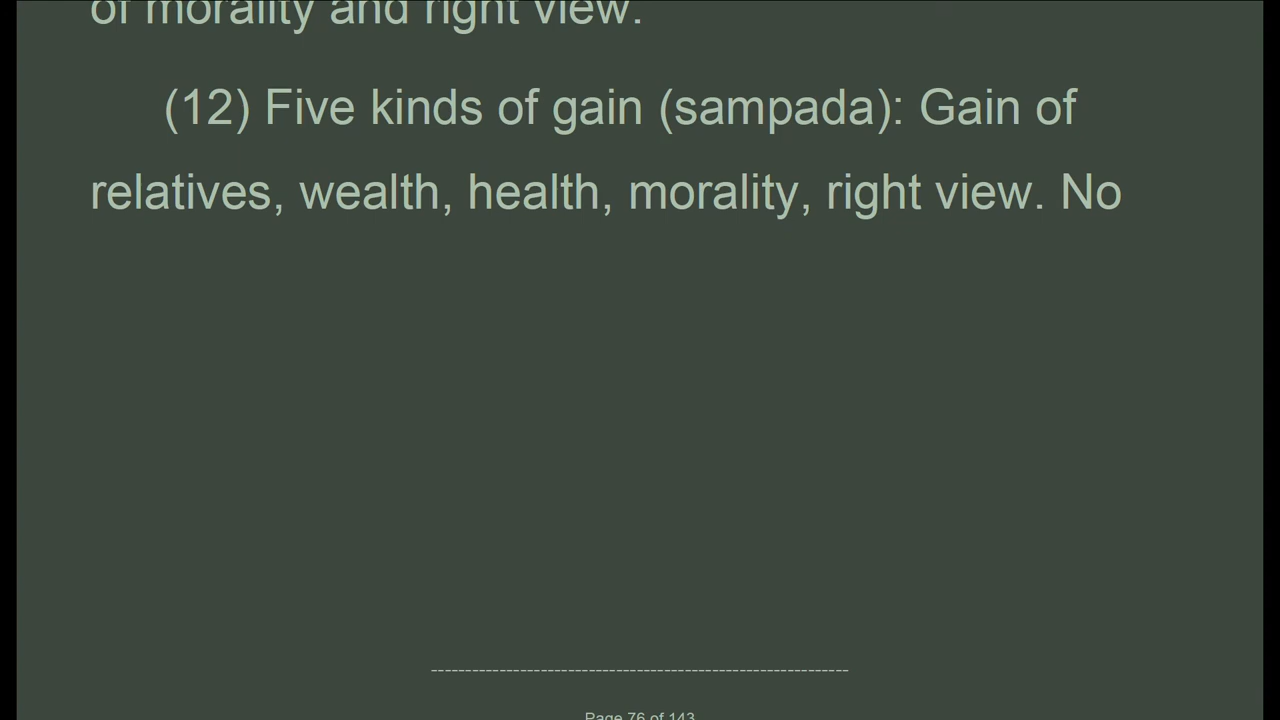 of morality and right view.
(12) Five kinds of gain (sampada): Gain of
relatives, wealth, health, morality, right view. No
--------------------------------------------------------------
Page 76 of 143